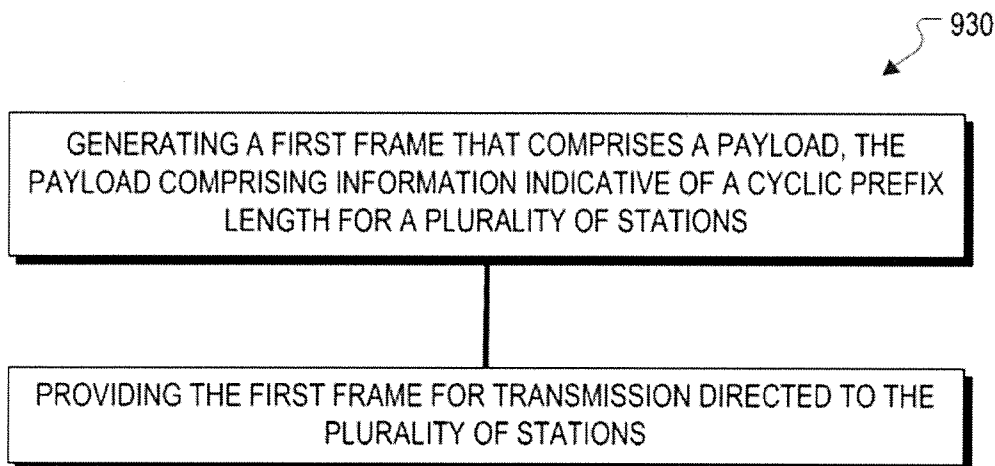 930
GENERATING A FIRST FRAME THAT COMPRISES A PAYLOAD, THE
PAYLOAD COMPRISING INFORMATION INDICATIVE OF A CYCLIC PREFIX
LENGTH FOR A PLURALITY OF STATIONS
PROVIDING THE FIRST FRAME FOR TRANSMISSION DIRECTED TO THE
PLURALITY OF STATIONS